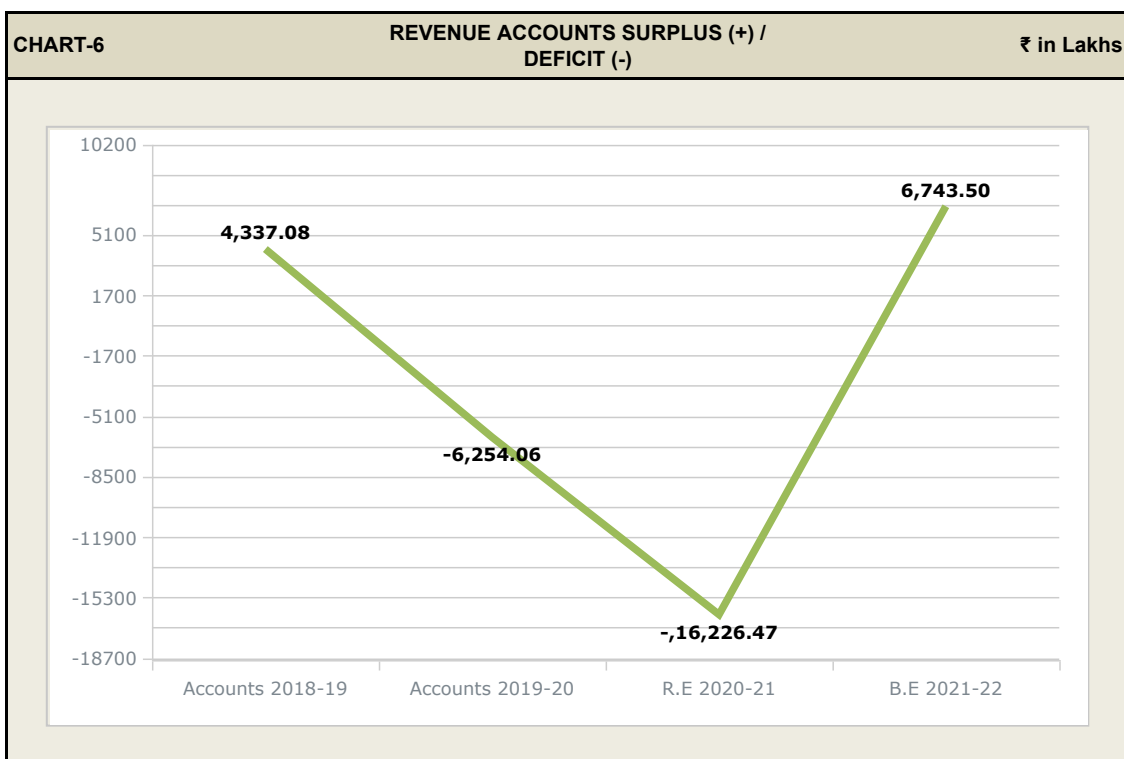 CHART-6
REVENUE ACCOUNTS SURPLUS (+) /
DEFICIT (-)
₹ in Lakhs
10200
5100
1700
-1700
-5100
-8500
-11900
-15300
-18700
4,337.08
-6,254.06
-,16,226.47
6,743.50
Accounts 2018-19
Accounts 2019-20
R.E 2020-21
B.E 2021-22